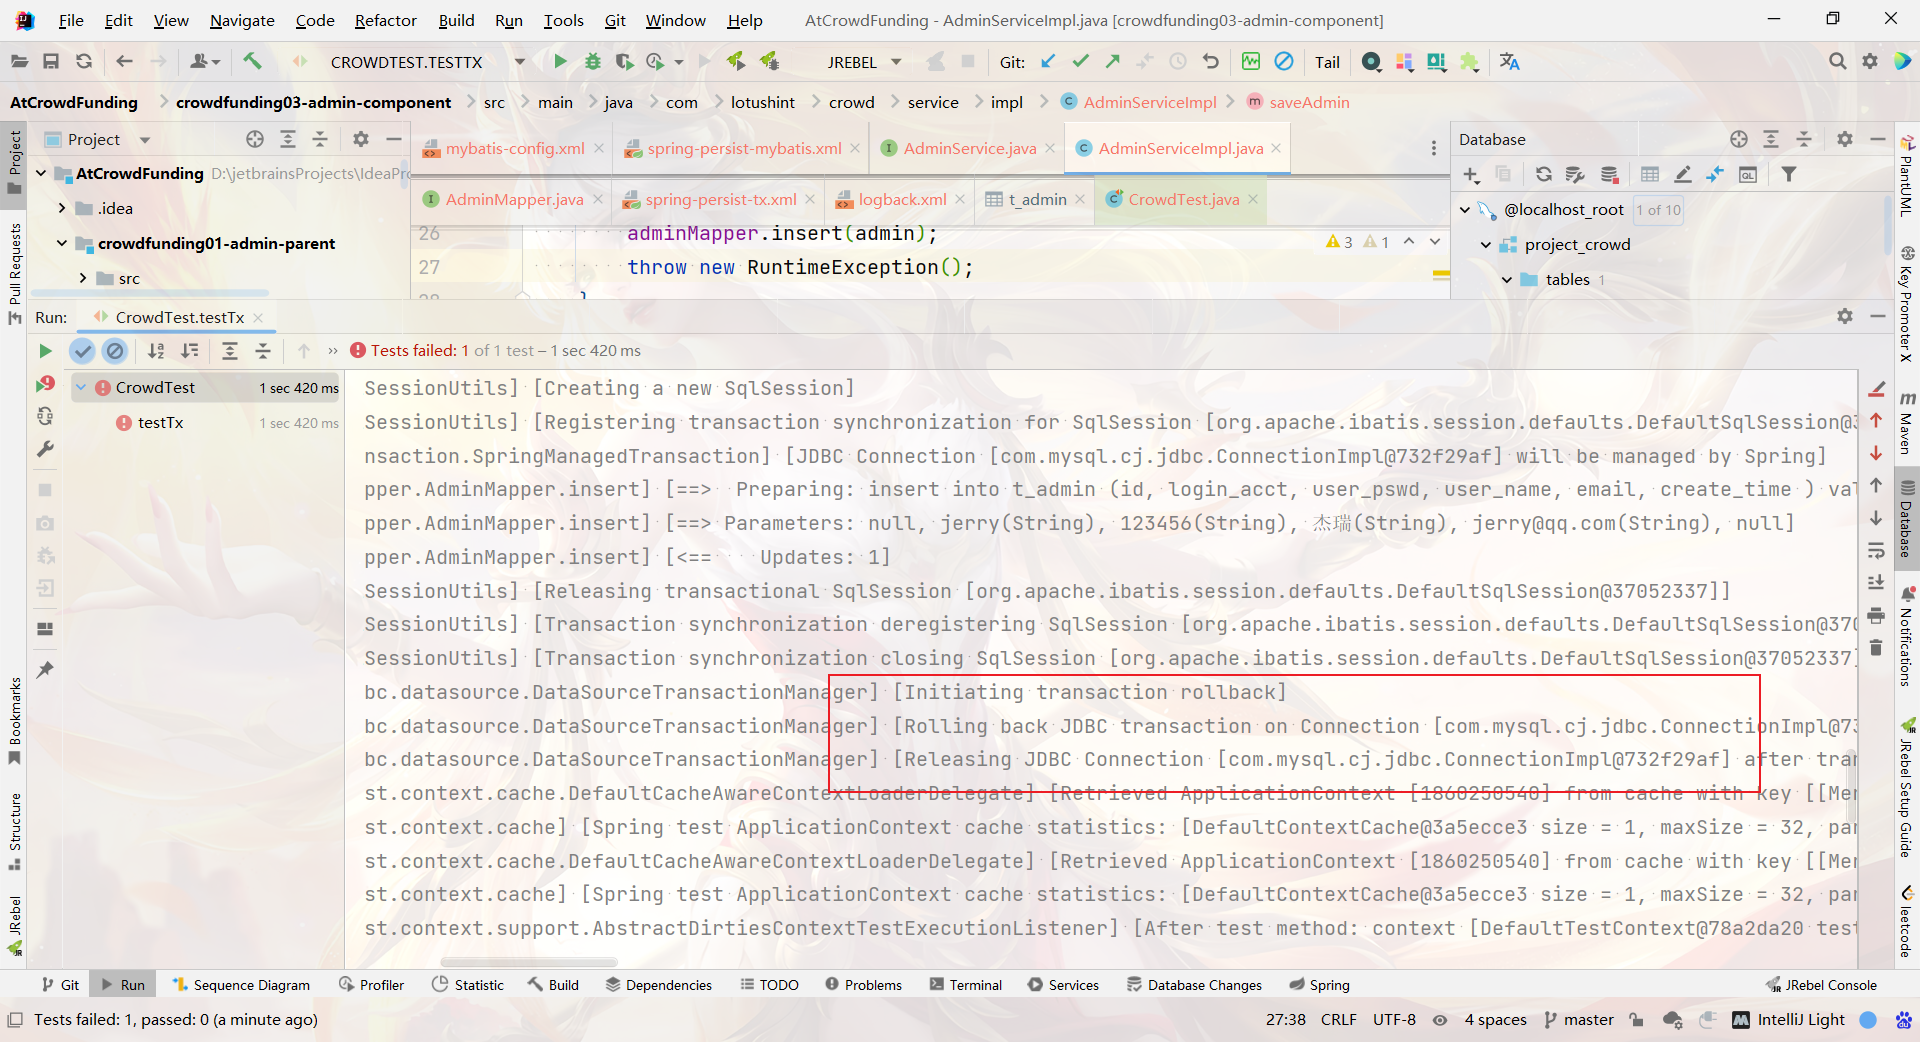 File Edit View Navigate Code Refactor Build Run Tools Git Window Help AtCrowdFunding - AdminServiceImpl.java [crowdfunding03-admin-component]
CROWDTEST.TESTTX JREBEL Git: Tail
AtCrowdFunding crowdfunding03-admin-component src main java com lotushint crowd service impl C AdminServiceImpl m saveAdmin
Project
mybatis-config.xml spring-persist-mybatis.xml I AdminService.java C AdminServiceImpl.java
Database
AtCrowdFunding D:\jetbrainsProjects\IdeaPro
I AdminMapper.java spring-persist-tx.xml logback.xml t_admin C CrowdTest.java
QL
.idea
26 adminMapper.insert(admin);
3 1
@localhost_root 1 of 10
crowdfunding01-admin-parent
27 throw new RuntimeException();
project_crowd
src
28 }
tables 1
Run: CrowdTest.testTx
Tests failed: 1 of 1 test – 1 sec 420 ms
CrowdTest 1 sec 420 ms
testTx 1 sec 420 ms
SessionUtils] [Creating a new SqlSession]
SessionUtils] [Registering transaction synchronization for SqlSession [org.apache.ibatis.session.defaults.DefaultSqlSession@3
nsaction.SpringManagedTransaction] [JDBC Connection [com.mysql.cj.jdbc.ConnectionImpl@732f29af] will be managed by Spring]
pper.AdminMapper.insert] [==>  Preparing: insert into t_admin (id, login_acct, user_pswd, user_name, email, create_time ) val
pper.AdminMapper.insert] [==> Parameters: null, jerry(String), 123456(String), 杰瑞(String), jerry@qq.com(String), null]
pper.AdminMapper.insert] [<==    Updates: 1]
SessionUtils] [Releasing transactional SqlSession [org.apache.ibatis.session.defaults.DefaultSqlSession@37052337]]
SessionUtils] [Transaction synchronization deregistering SqlSession [org.apache.ibatis.session.defaults.DefaultSqlSession@370
SessionUtils] [Transaction synchronization closing SqlSession [org.apache.ibatis.session.defaults.DefaultSqlSession@37052337]
bc.datasource.DataSourceTransactionManager] [Initiating transaction rollback]
bc.datasource.DataSourceTransactionManager] [Rolling back JDBC transaction on Connection [com.mysql.cj.jdbc.ConnectionImpl@73
bc.datasource.DataSourceTransactionManager] [Releasing JDBC Connection [com.mysql.cj.jdbc.ConnectionImpl@732f29af] after tran
st.context.cache.DefaultCacheAwareContextLoaderDelegate] [Retrieved ApplicationContext [1860250540] from cache with key [[Mer
st.context.cache] [Spring test ApplicationContext cache statistics: [DefaultContextCache@3a5ecce3 size = 1, maxSize = 32, par
st.context.cache.DefaultCacheAwareContextLoaderDelegate] [Retrieved ApplicationContext [1860250540] from cache with key [[Mer
st.context.cache] [Spring test ApplicationContext cache statistics: [DefaultContextCache@3a5ecce3 size = 1, maxSize = 32, par
st.context.support.AbstractDirtiesContextTestExecutionListener] [After test method: context [DefaultTestContext@78a2da20 test
Project
Pull Requests
Bookmarks
Structure
JRebel
PlantUML
Key Promoter X
Maven
Database
Notifications
JRebel Setup Guide
leetcode
Git Run Sequence Diagram Profiler Statistic Build Dependencies TODO Problems Terminal Services Database Changes Spring JRebel Console
Tests failed: 1, passed: 0 (a minute ago) 27:38 CRLF UTF-8 4 spaces master IntelliJ Light